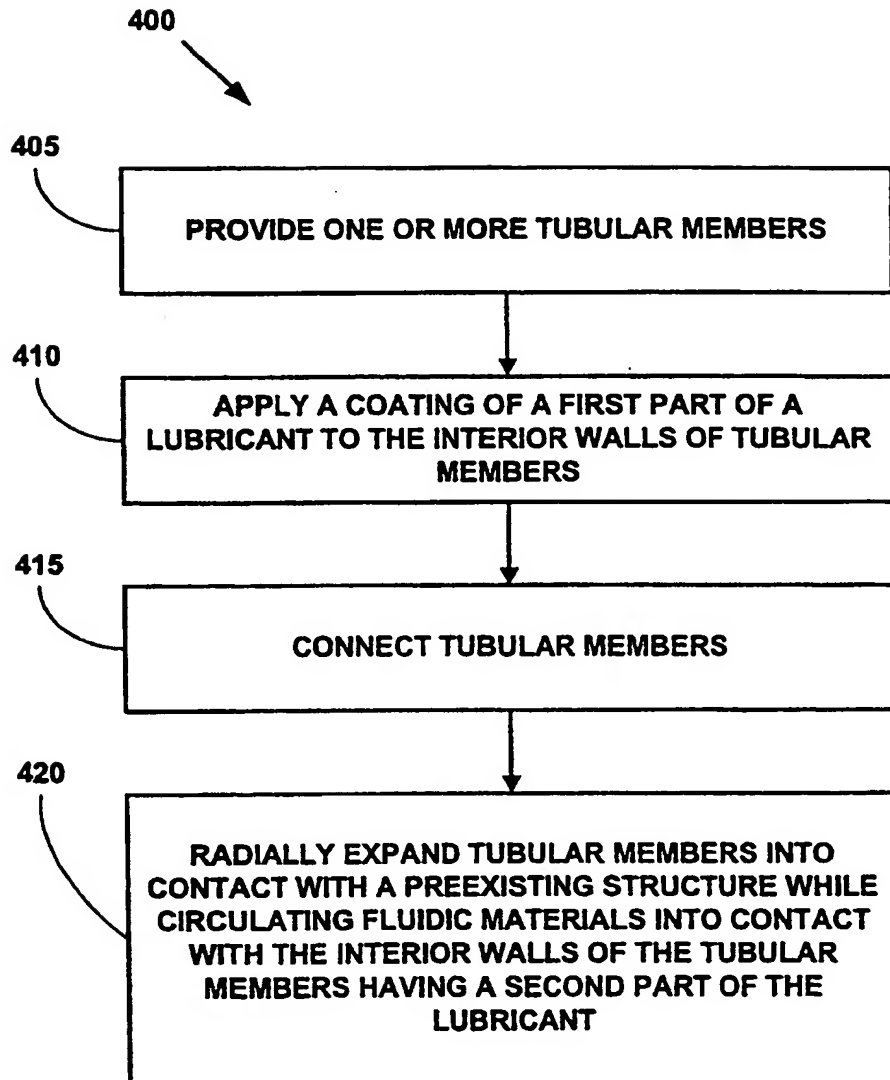 400
405
PROVIDE ONE OR MORE TUBULAR MEMBERS
410
APPLY A COATING OF A FIRST PART OF A
LUBRICANT TO THE INTERIOR WALLS OF TUBULAR
MEMBERS
415
CONNECT TUBULAR MEMBERS
420
RADIALLY EXPAND TUBULAR MEMBERS INTO
CONTACT WITH A PREEXISTING STRUCTURE WHILE
CIRCULATING FLUIDIC MATERIALS INTO CONTACT
WITH THE INTERIOR WALLS OF THE TUBULAR
MEMBERS HAVING A SECOND PART OF THE
LUBRICANT